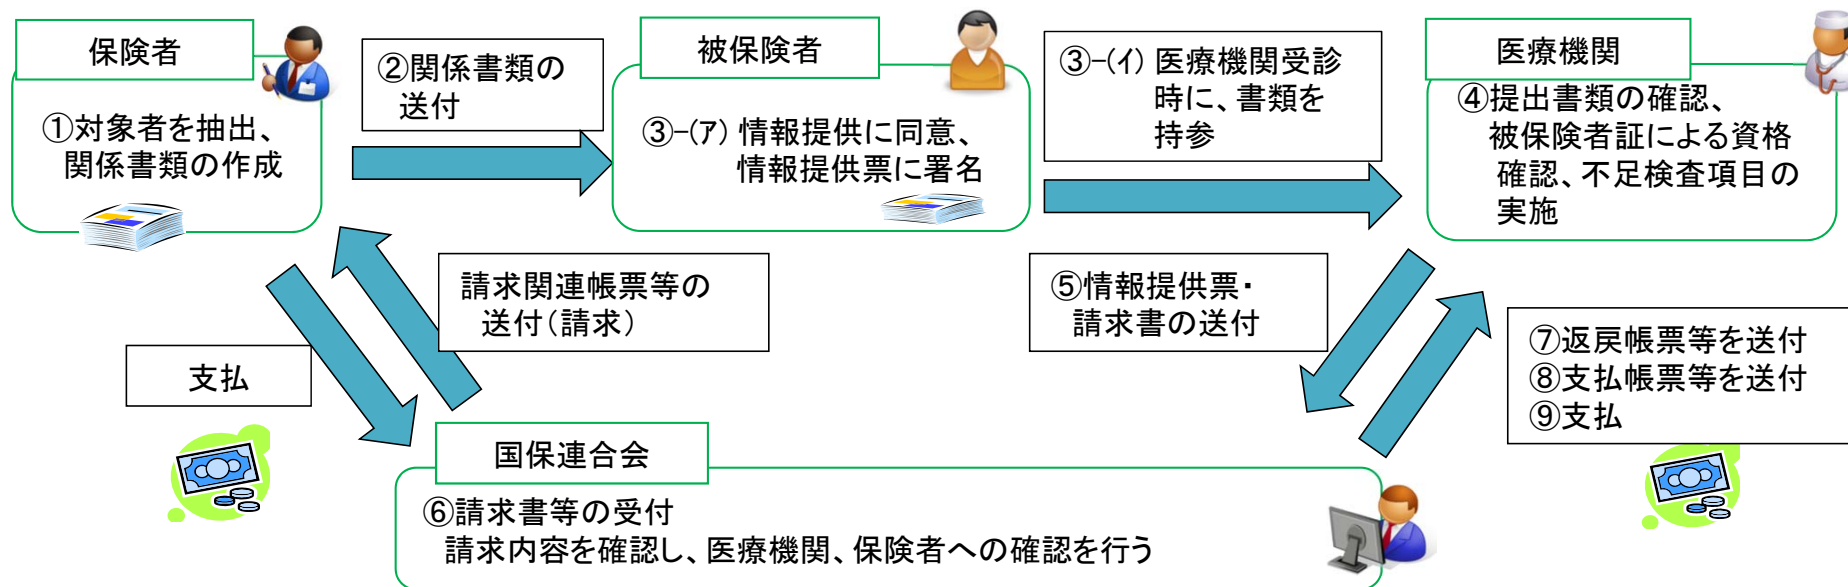 保険者
①対象者を抽出、
関係書類の作成
②関係書類の
送付
被保険者
③-(ア) 情報提供に同意、
情報提供票に署名
③-(イ) 医療機関受診
時に、書類を
持参
医療機関
④提出書類の確認、
被保険者証による資格
確認、不足検査項目の
実施
請求関連帳票等の
送付(請求)
支払
⑤情報提供票・
請求書の送付
⑦返戻帳票等を送付
⑧支払帳票等を送付
⑨支払
国保連合会
⑥請求書等の受付
請求内容を確認し、医療機関、保険者への確認を行う